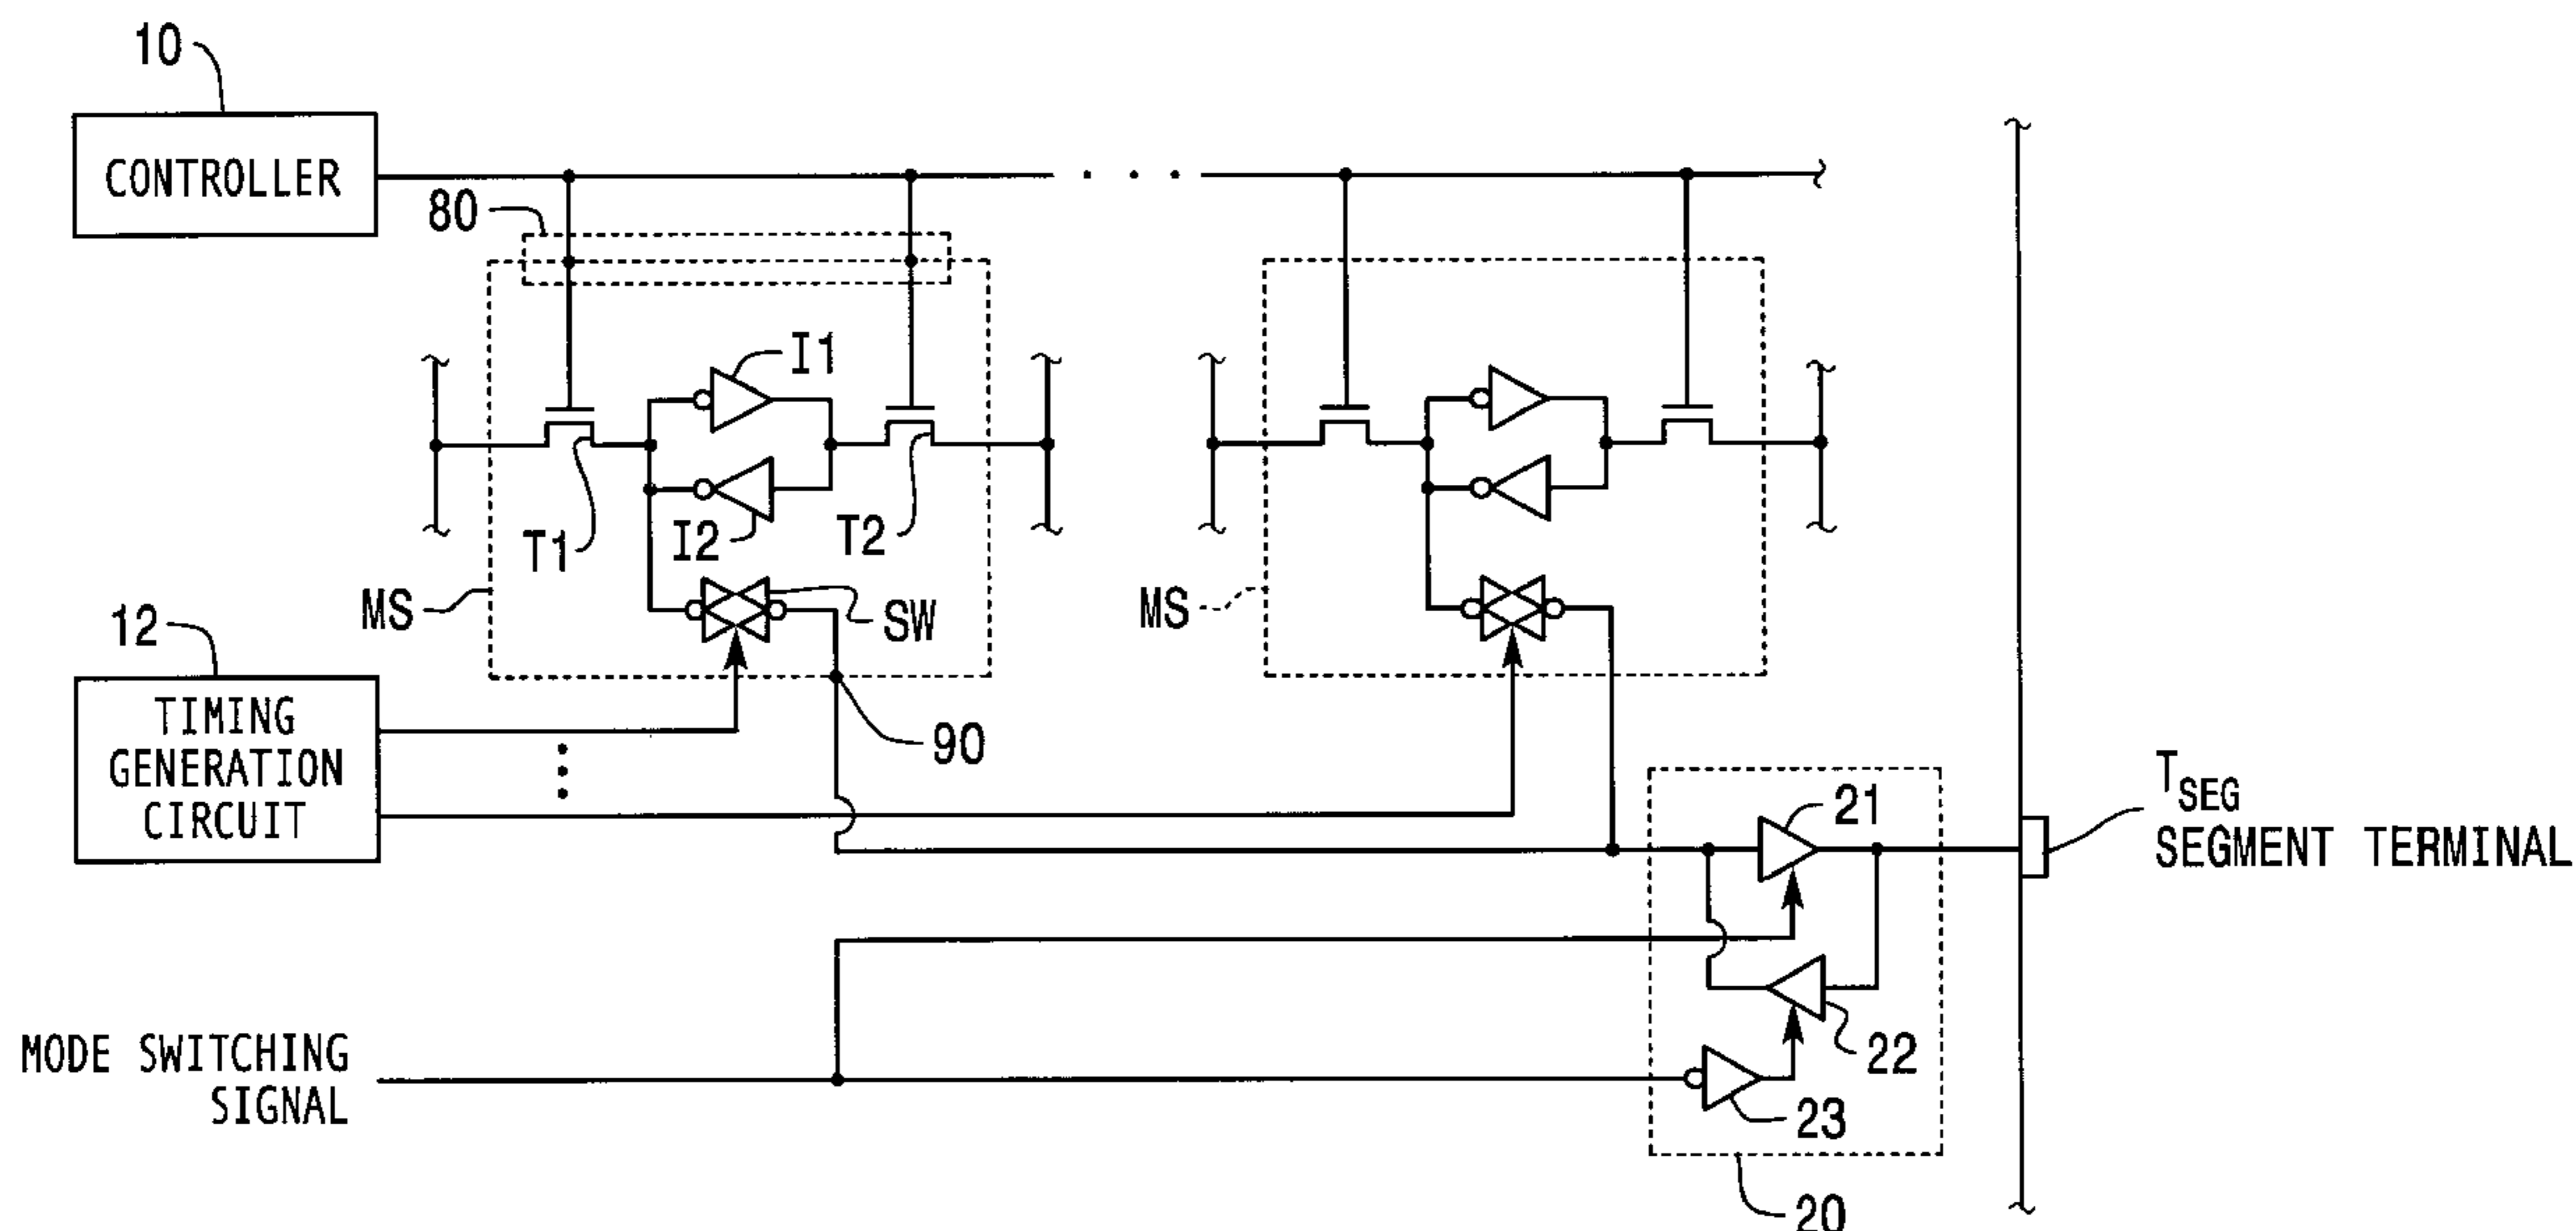 10
CONTROLLER
80
I1
T1
I2
T2
MS
SW
MS
12
TIMING
GENERATION
CIRCUIT
90
21
TSEG
SEGMENT TERMINAL
MODE SWITCHING
SIGNAL
22
23
20